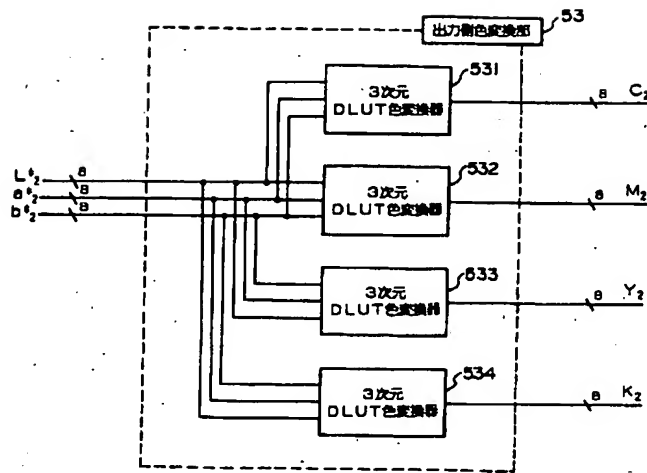 出力側色変換部
53
531
3次元
DLUT色変換器
8
C2
532
L*2
8
3次元
DLUT色変換器
8
M2
a*2
8
b*2
8
533
3次元
DLUT色変換器
8
Y2
534
3次元
DLUT色変換器
8
K2